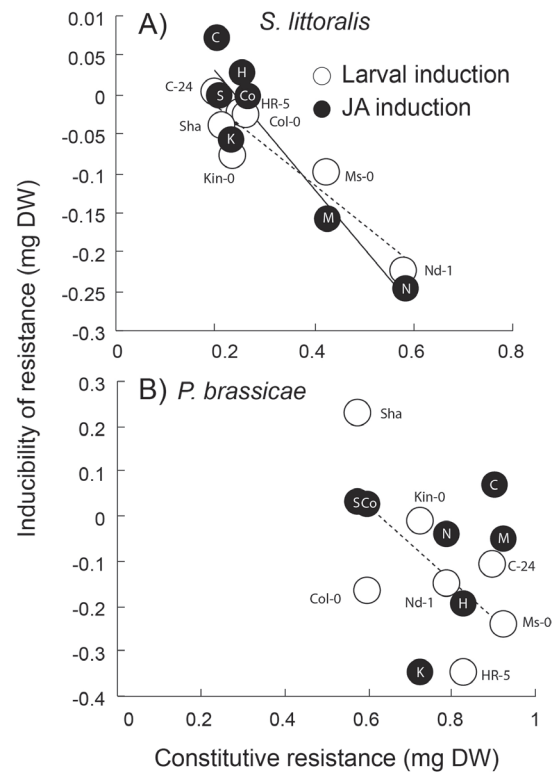 A) S. littoralis
Larval induction
JA induction
0.01
0.05
0
-0.05
-0.1
-0.15
-0.2
-0.25
-0.3
C
H
C-24
S
Co
HR-5
Col-0
Sha
K
Kin-0
Ms-0
M
Nd-1
N
0 0.2 0.4 0.6 0.8
Inducibility of resistance (mg DW)
B) P. brassicae
0.3
0.2
0.1
0
-0.1
-0.2
-0.3
-0.4
Sha
S Co
C
Kin-0
N
M
C-24
Col-0
Nd-1
H
Ms-0
K
HR-5
0 0.2 0.4 0.6 0.8 1
Constitutive resistance (mg DW)